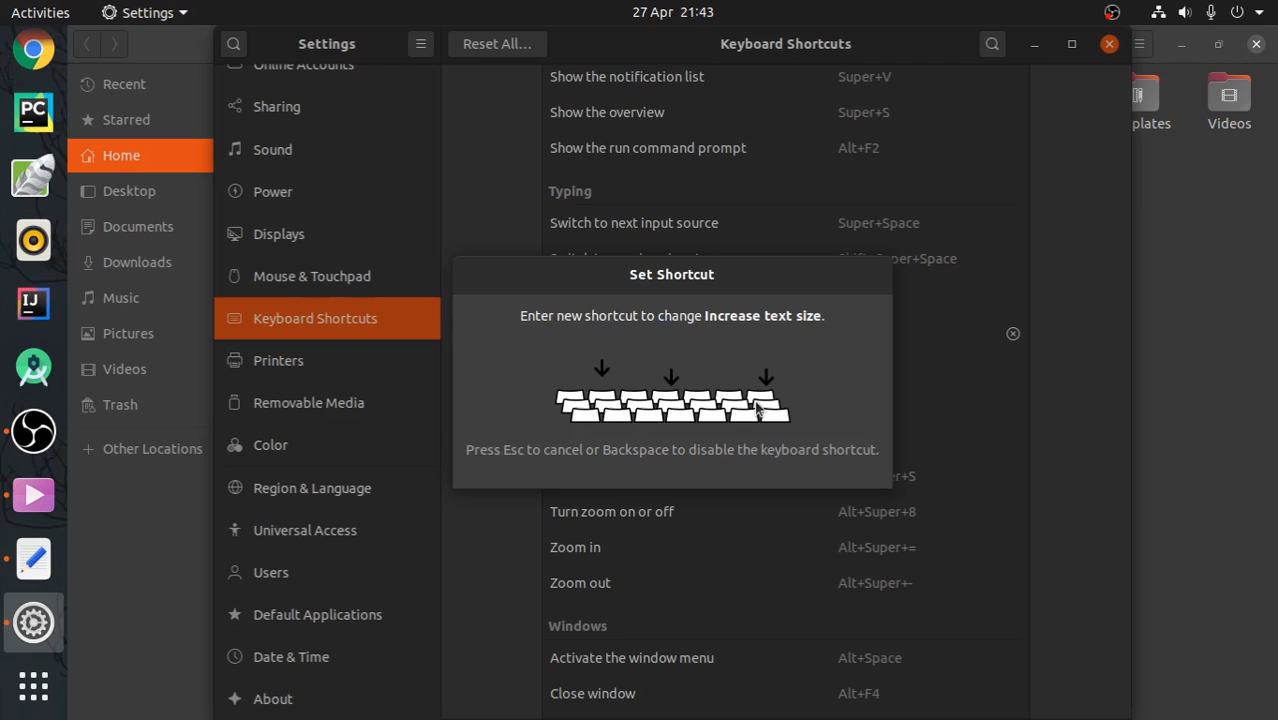 Activities
Settings
27 Apr 21:43
Settings
Reset All...
Keyboard Shortcuts
Recent
Starred
Home
Desktop
Documents
Downloads
Music
Pictures
Videos
Trash
Other Locations
Online Accounts
Sharing
Sound
Power
Displays
Mouse & Touchpad
Keyboard Shortcuts
Printers
Removable Media
Color
Region & Language
Universal Access
Users
Default Applications
Date & Time
About
Show the notification list Super+V
Show the overview Super+S
Show the run command prompt Alt+F2
Typing
Switch to next input source Super+Space
Set Shortcut
Enter new shortcut to change Increase text size.
Press Esc to cancel or Backspace to disable the keyboard shortcut.
Turn zoom on or off Alt+Super+8
Zoom in Alt+Super+=
Zoom out Alt+Super+-
Windows
Activate the window menu Alt+Space
Close window Alt+F4
plates
Videos
PC
IJ